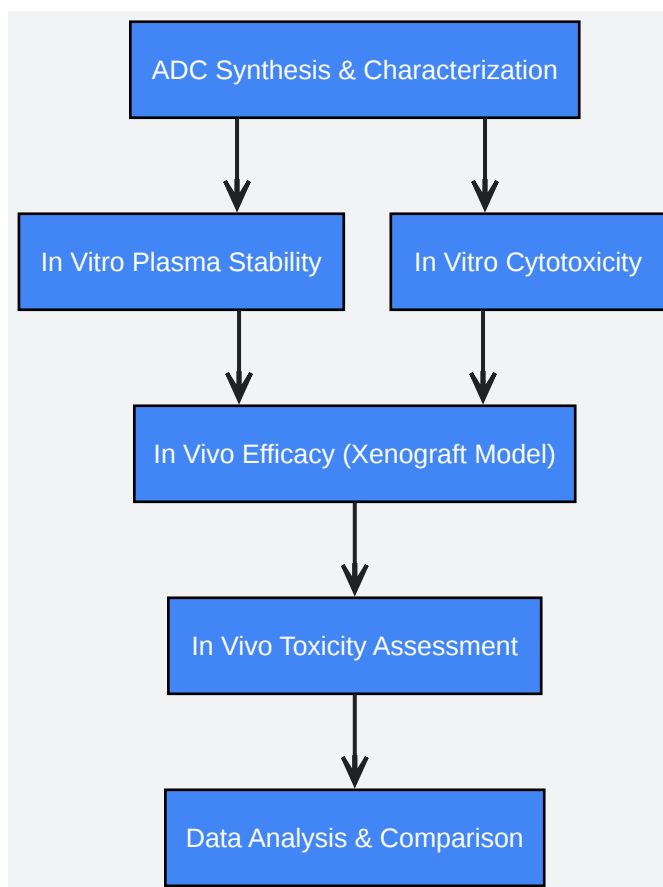 ADC Synthesis & Characterization
In Vitro Plasma Stability
In Vitro Cytotoxicity
In Vivo Efficacy (Xenograft Model)
In Vivo Toxicity Assessment
Data Analysis & Comparison